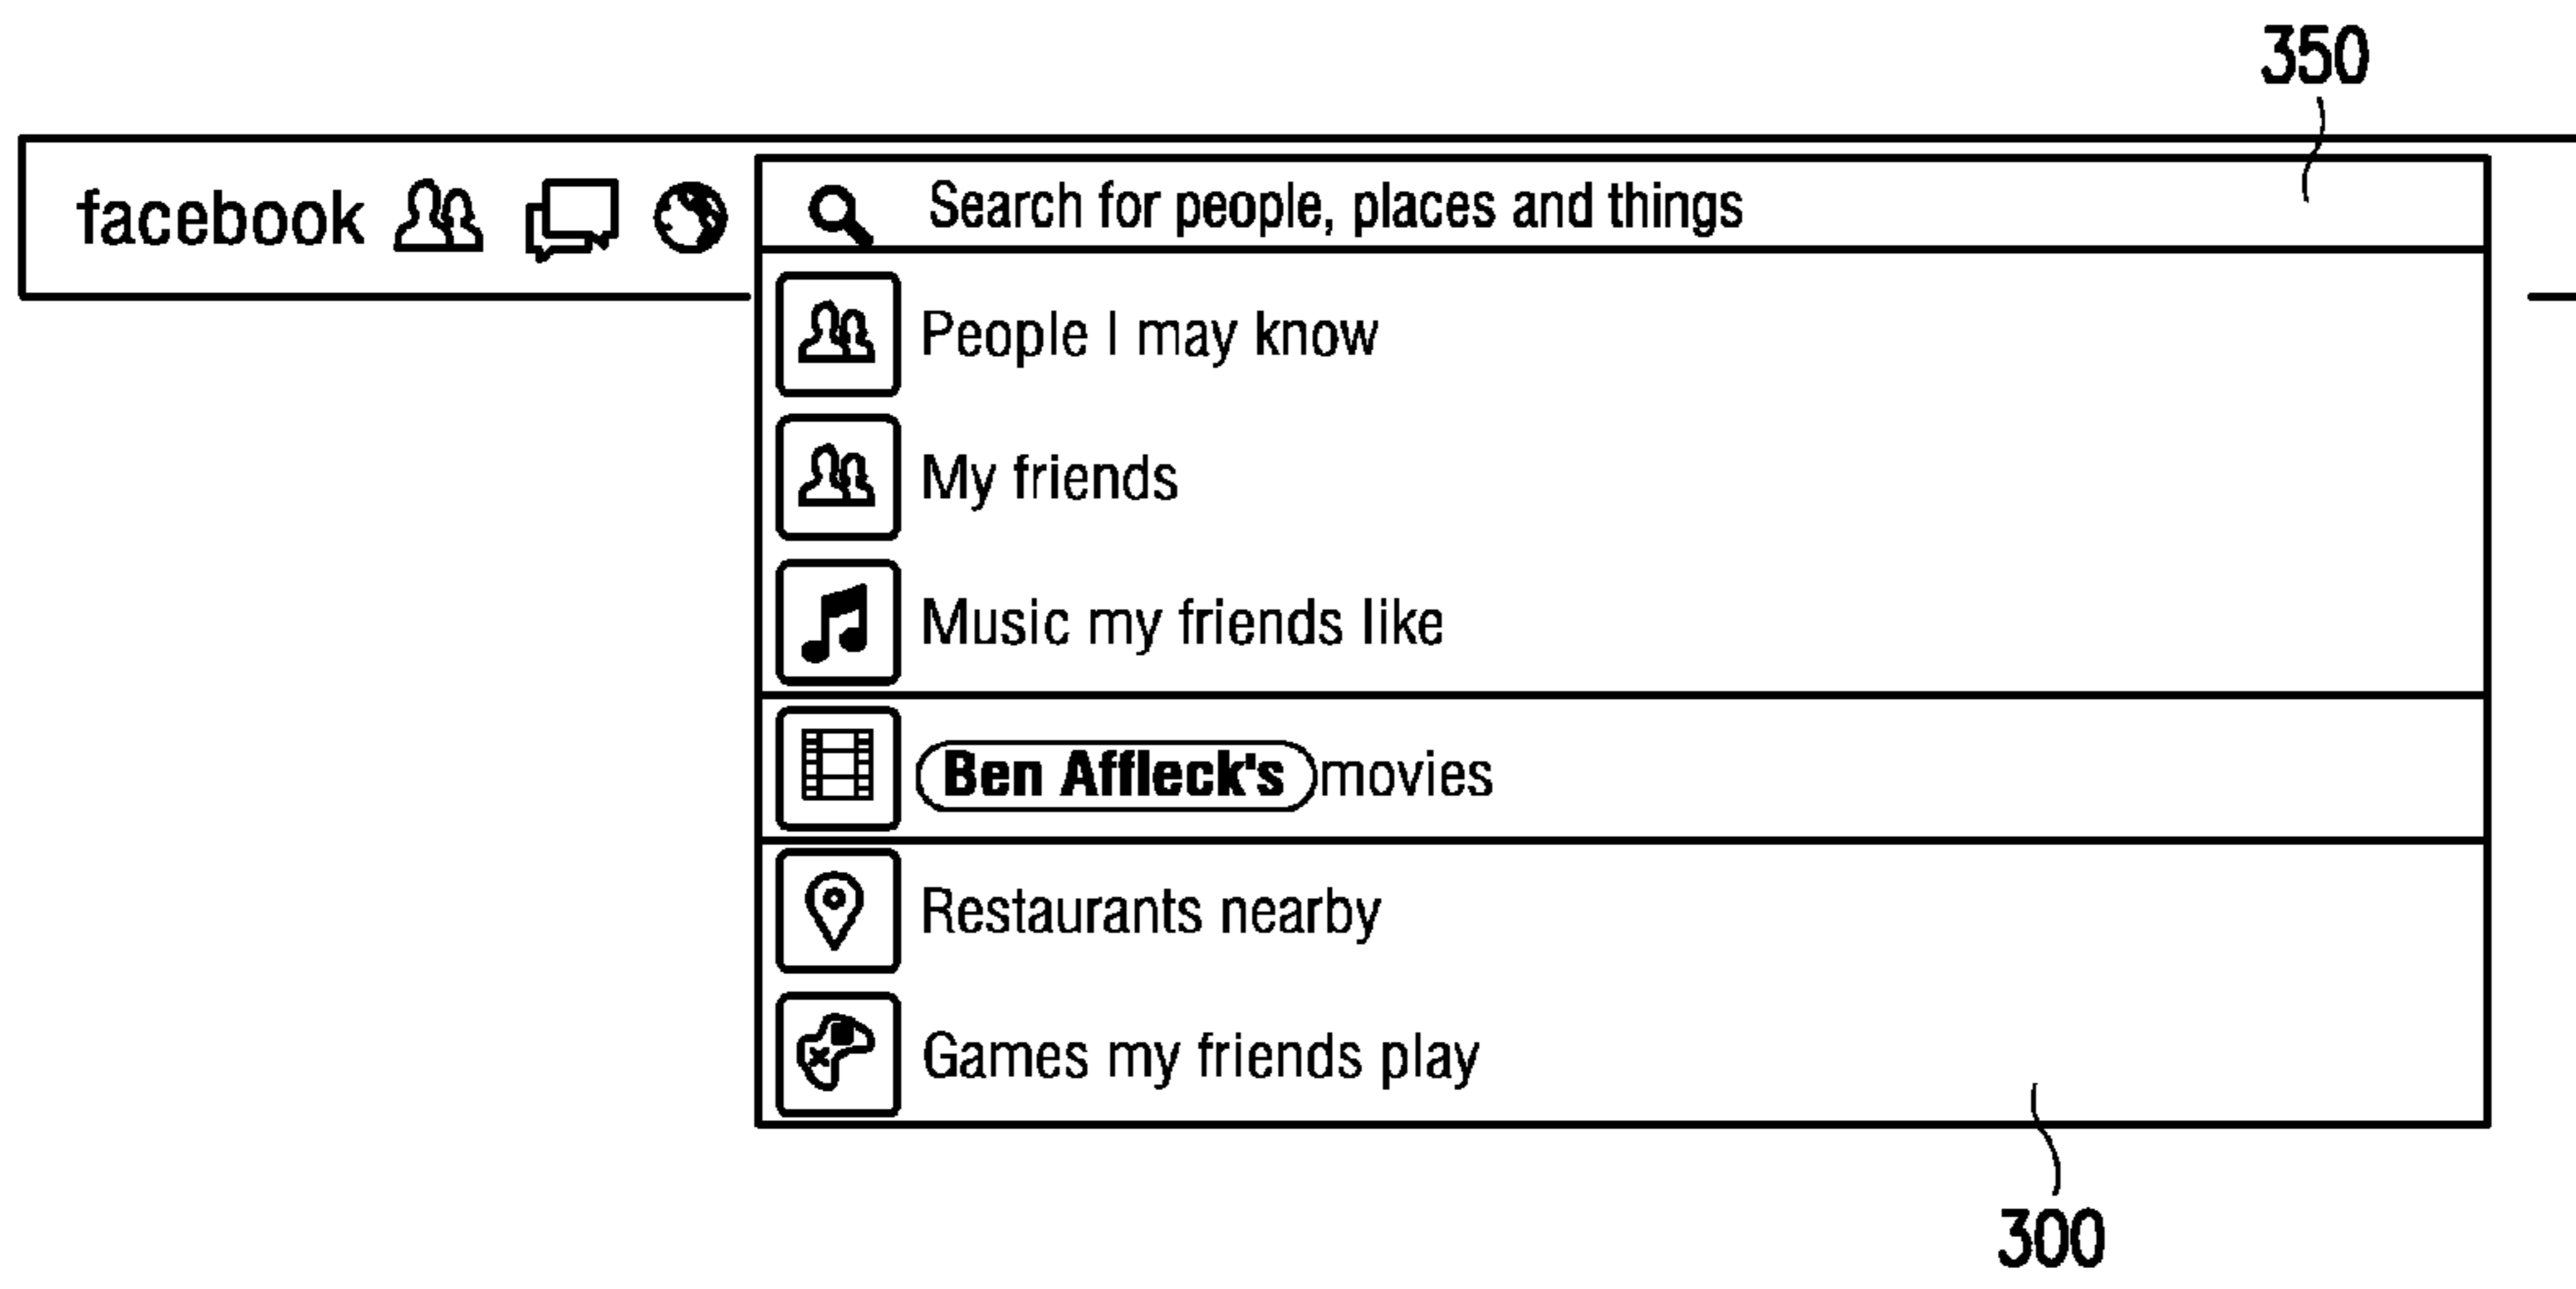 350
facebook
Search for people, places and things
People I may know
My friends
Music my friends like
Ben Affleck's movies
Restaurants nearby
Games my friends play
300